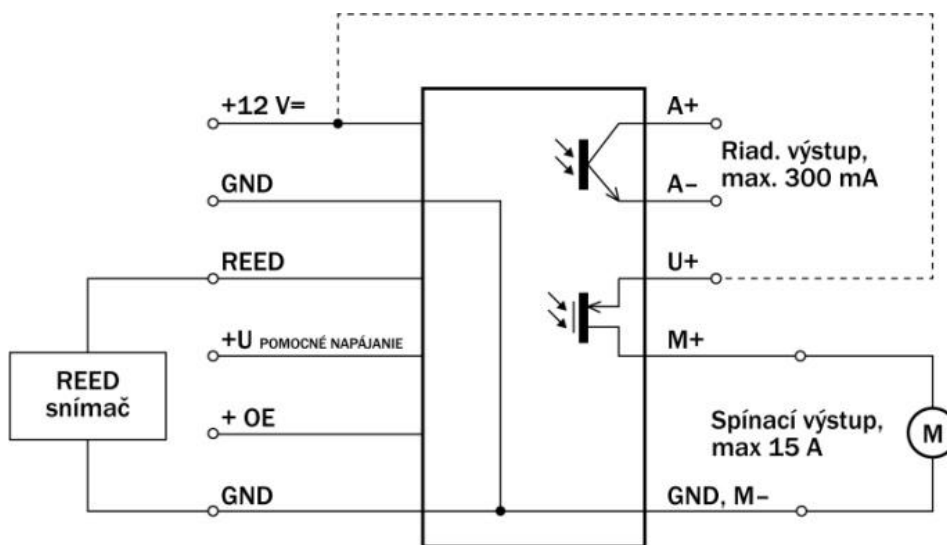 +12 V=
GND
REED
+U POMOCNÉ NAPÁJANIE
+ OE
GND
REED
snímač
A+
Riad. výstup,
max. 300 mA
A–
U+
M+
Spínací výstup,
max 15 A
M
GND, M–